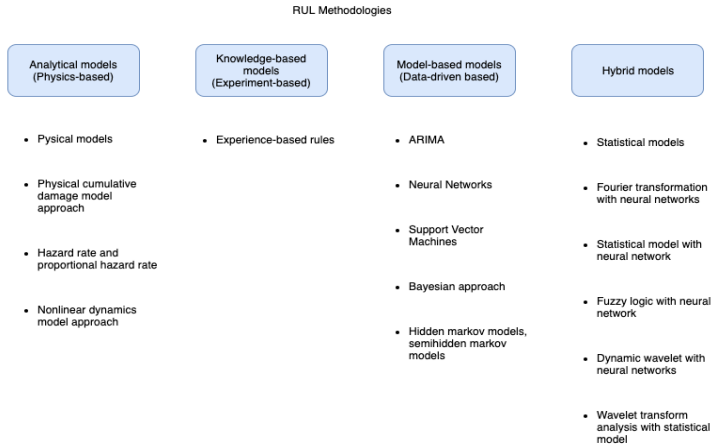 RUL Methodologies
Analytical models
(Physics-based)
Knowledge-based
models
(Experiment-based)
Model-based models
(Data-driven based)
Hybrid models
• Pysical models
• Physical cumulative
damage model
approach
• Hazard rate and
proportional hazard rate
• Nonlinear dynamics
model approach
• Experience-based rules
• ARIMA
• Neural Networks
• Support Vector
Machines
• Bayesian approach
• Hidden markov models,
semihidden markov
models
• Statistical models
• Fourier transformation
with neural networks
• Statistical model with
neural network
• Fuzzy logic with neural
network
• Dynamic wavelet with
neural networks
• Wavelet transform
analysis with statistical
model